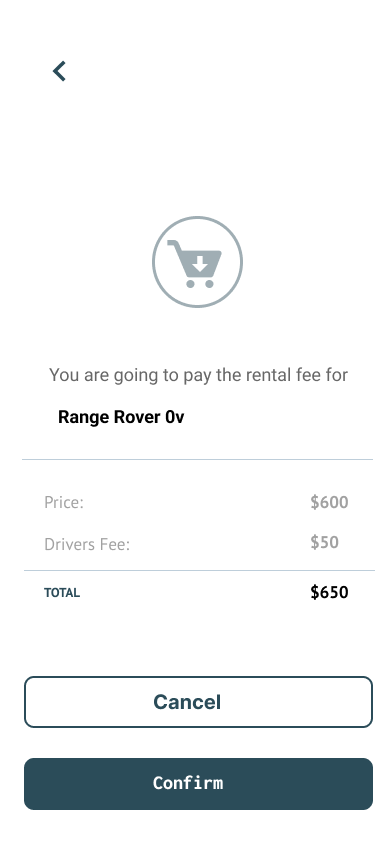 You are going to pay the rental fee for
Range Rover 0v
Price: $600
Drivers Fee: $50
TOTAL $650
Cancel
Confirm